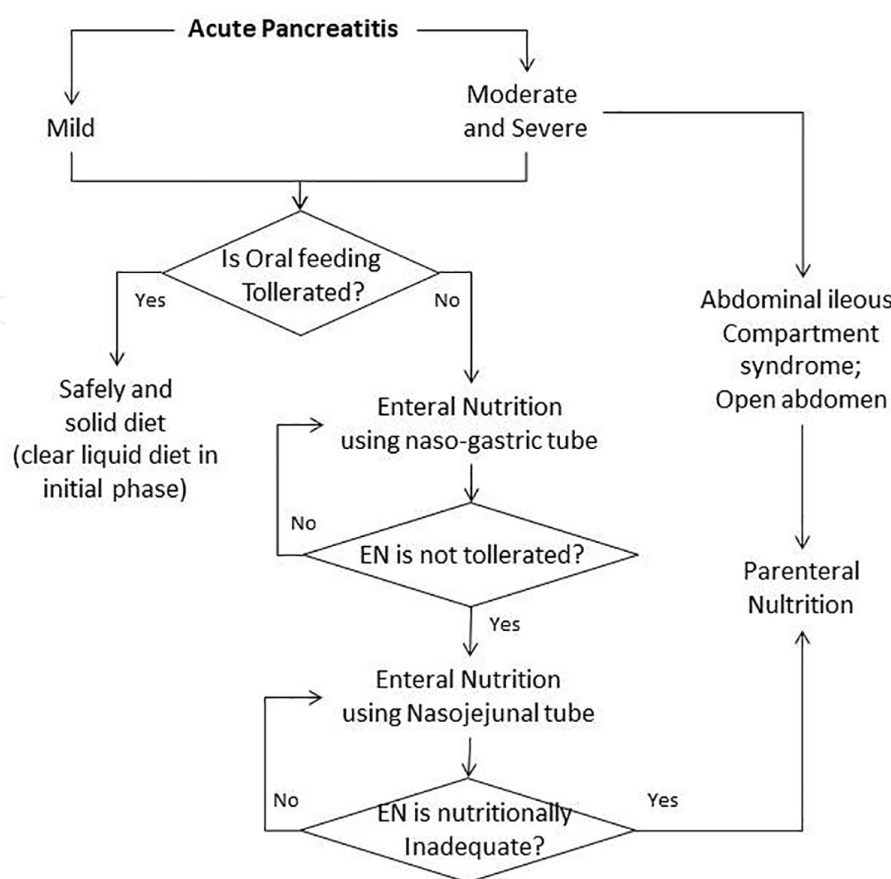 Acute Pancreatitis
Mild
Moderate
and Severe
Is Oral feeding
Tollerated?
Yes
No
Safely and
solid diet
(clear liquid diet in
initial phase)
Enteral Nutrition
using naso-gastric tube
No
EN is not tollerated?
Yes
Enteral Nutrition
using Nasojejunal tube
No
EN is nutritionally
Inadequate?
Yes
Abdominal ileous
Compartment
syndrome;
Open abdomen
Parenteral
Nultrition